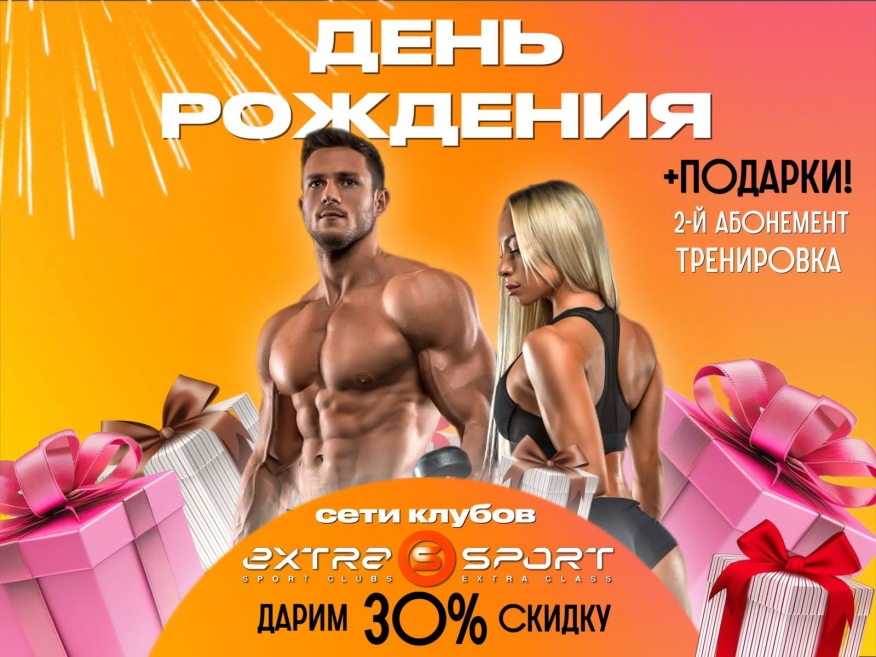 ДЕНЬ
РОЖДЕНИЯ
+ПОДАРКИ!
2-Й АБОНЕМЕНТ
ТРЕНИРОВКА
сети клубов
extra S SPORT
SPORT CLUBS EXTRA CLASS
ДАРИМ 30% СКИДКУ